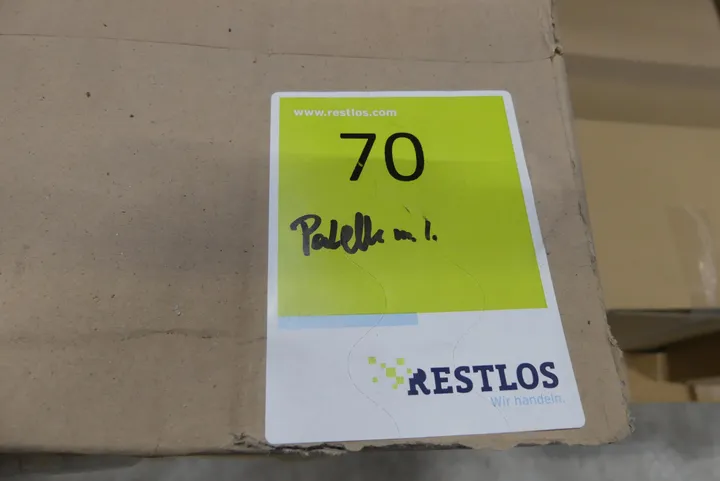 www.restlos.com
70
Palette m. I.
RESTLOS
Wir handeln.